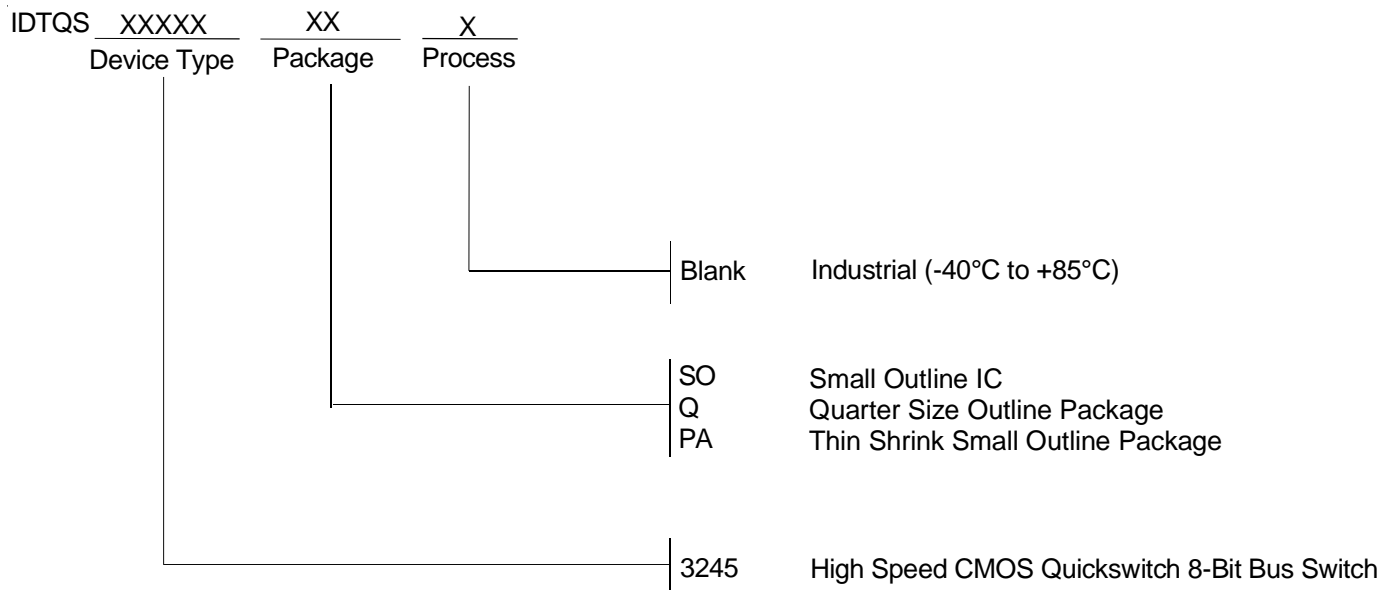 IDTQS XXXXX XX X
Device Type Package Process
Blank Industrial (-40°C to +85°C)
SO Small Outline IC
Q Quarter Size Outline Package
PA Thin Shrink Small Outline Package
3245 High Speed CMOS Quickswitch 8-Bit Bus Switch